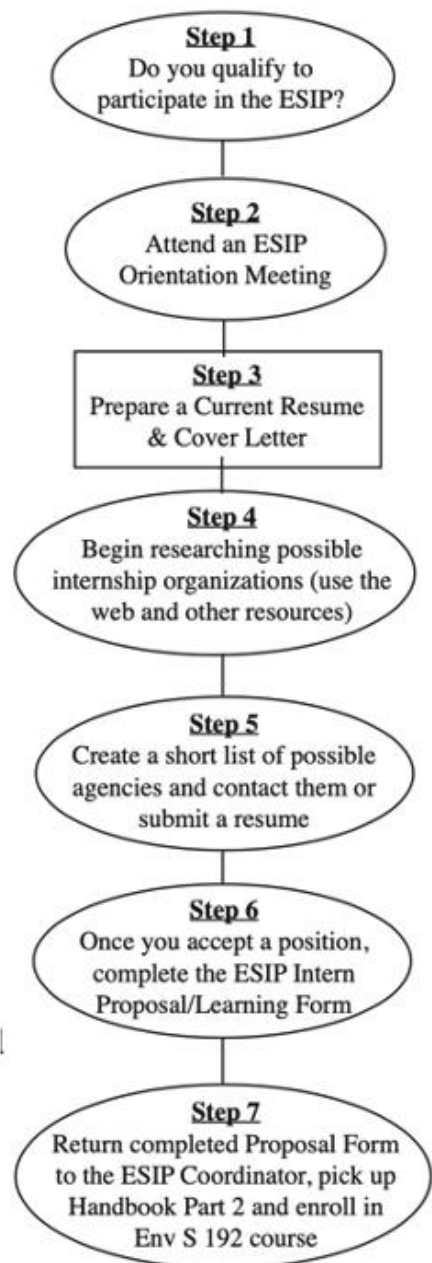 Step 1
Do you qualify to
participate in the ESIP?
Step 2
Attend an ESIP
Orientation Meeting
Step 3
Prepare a Current Resume
& Cover Letter
Step 4
Begin researching possible
internship organizations (use the
web and other resources)
Step 5
Create a short list of possible
agencies and contact them or
submit a resume
Step 6
Once you accept a position,
complete the ESIP Intern
Proposal/Learning Form
Step 7
Return completed Proposal Form
to the ESIP Coordinator, pick up
Handbook Part 2 and enroll in
Env S 192 course